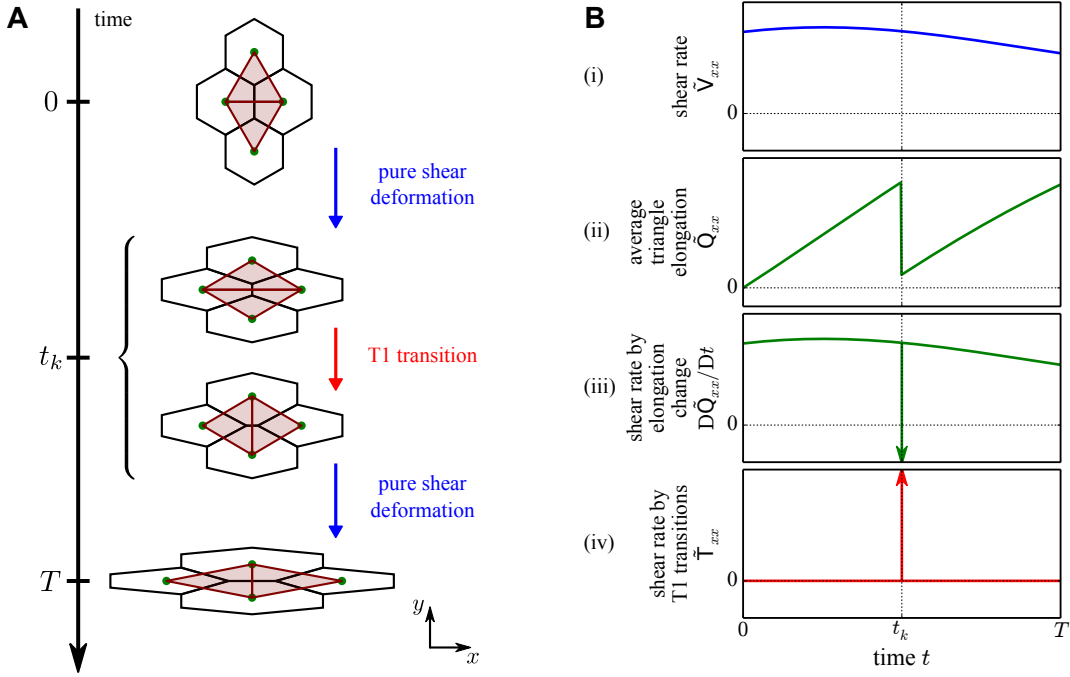 A
time
0
pure shear
deformation
t_k
T1 transition
pure shear
deformation
T
y
x
B
(i)
shear rate
Ṽ_xx
0
(ii)
average
triangle
elongation
Q̃_xx
0
(iii)
shear rate by
elongation
change
DQ̃_xx/Dt
0
(iv)
shear rate by
T1 transitions
T̃_xx
0
0
t_k
T
time t